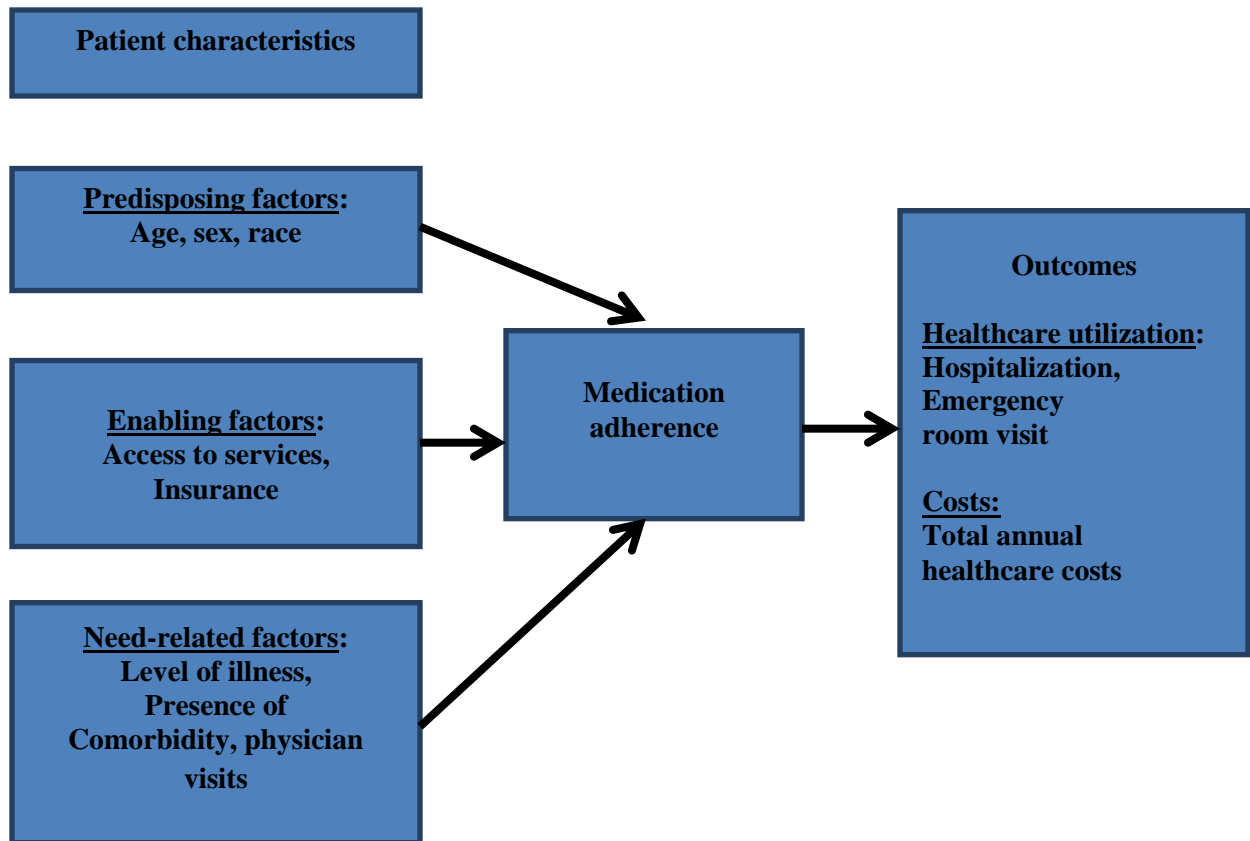 Patient characteristics
Predisposing factors:
Age, sex, race
Enabling factors:
Access to services,
Insurance
Need-related factors:
Level of illness,
Presence of
Comorbidity, physician
visits
Medication
adherence
Outcomes
Healthcare utilization:
Hospitalization,
Emergency
room visit
Costs:
Total annual
healthcare costs